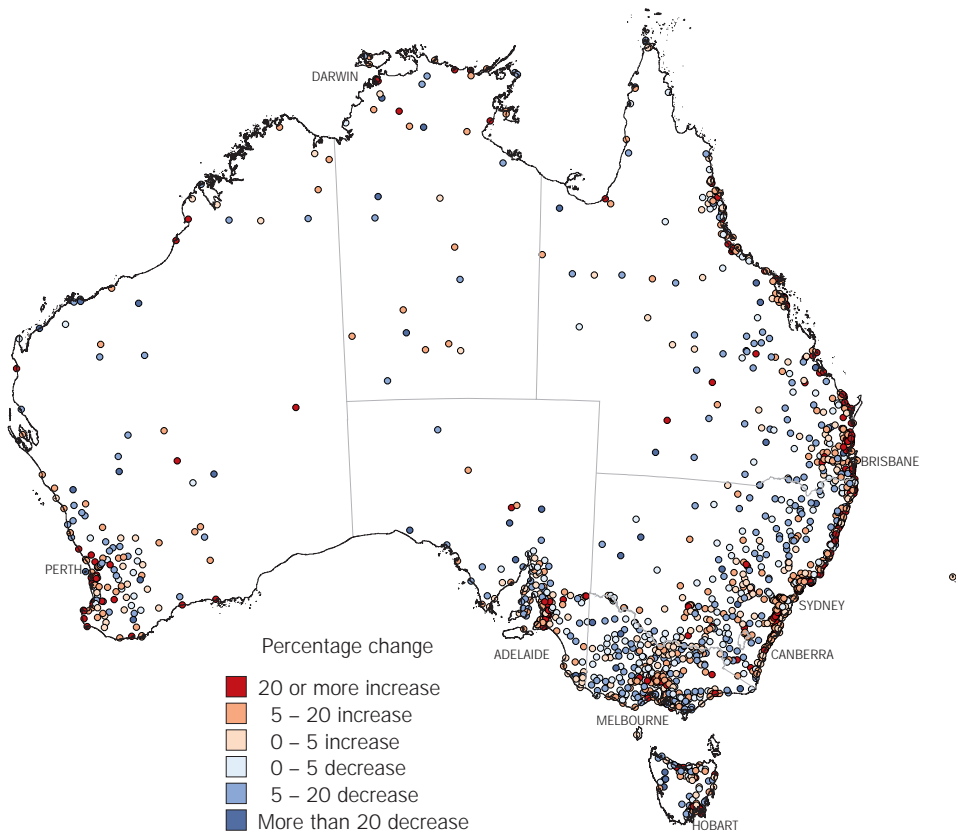 DARWIN
BRISBANE
PERTH
SYDNEY
ADELAIDE
CANBERRA
MELBOURNE
HOBART
Percentage change
20 or more increase
5 – 20 increase
0 – 5 increase
0 – 5 decrease
5 – 20 decrease
More than 20 decrease